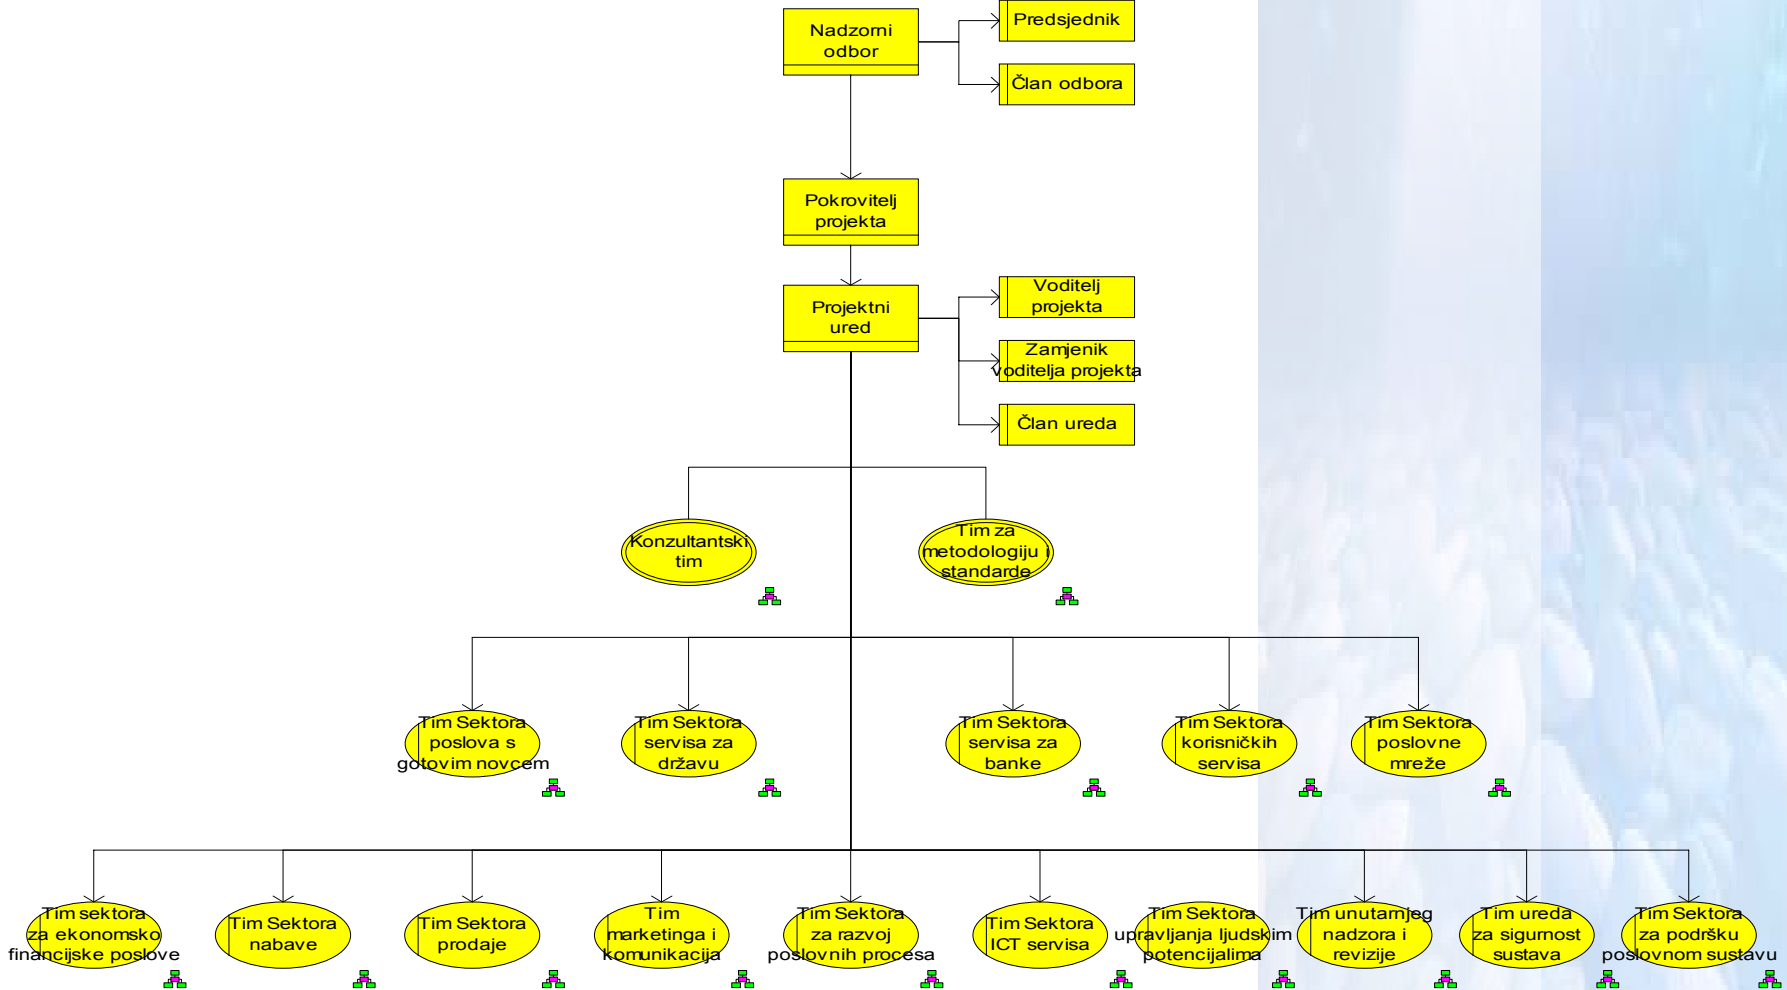 Nadzorni
odbor
Predsjednik
Član odbora
Pokrovitelj
projekta
Projektni
ured
Voditelj
projekta
Zamjenik
voditelja projekta
Član ureda
Konzultantski
tim
Tim za
metodologiju i
standarde
Tim Sektora
poslova s
gotovim novcem
Tim Sektora
servisa za
državu
Tim Sektora
servisa za
banke
Tim Sektora
korisničkih
servisa
Tim Sektora
poslovne
mreže
Tim sektora
za ekonomsko
financijske poslove
Tim Sektora
nabave
Tim Sektora
prodaje
Tim
marketinga i
komunikacija
Tim Sektora
za razvoj
poslovnih procesa
Tim Sektora
ICT servisa
Tim Sektora
upravljanja ljudskim
potencijalima
Tim unutarnjeg
nadzora i
revizije
Tim ureda
za sigurnost
sustava
Tim Sektora
za podršku
poslovnom sustavu